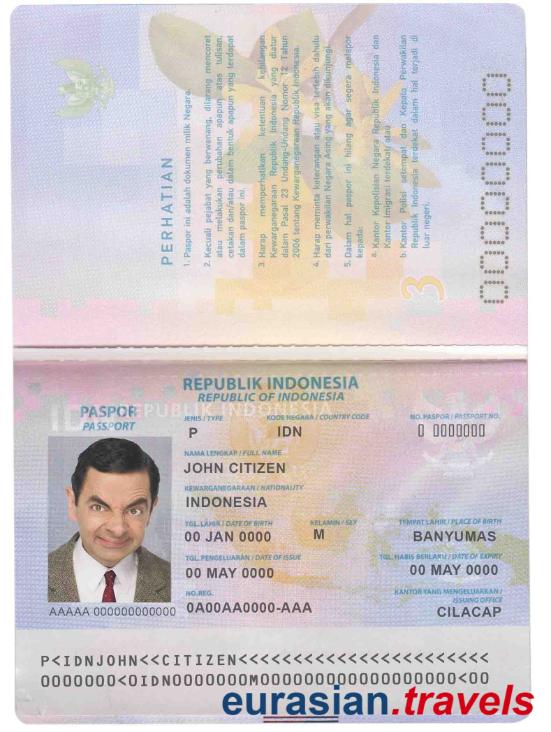 PERHATIAN
1. Paspor ini adalah dokumen milik Negara.
2. Kecuali pejabat yang berwenang, dilarang mencoret
atau melakukan perubahan apapun, atas tulisan,
cetakan dan/atau dalam bentuk apapun yang terdapat
dalam paspor ini.
3. Harap memperhatikan ketentuan kehilangan
Kewarganegaraan Republik Indonesia yang diatur
dalam Pasal 23 Undang-Undang Nomor 12 Tahun
2006 tentang Kewarganegaraan Republik Indonesia.
4. Harap meminta keterangan atau visa terlebih dahulu
dari perwakilan Negara Asing yang akan dikunjungi.
5. Dalam hal paspor ini hilang agar segera melapor
kepada:
a. Kantor Kepolisian Negara Republik Indonesia dan
Kantor Imigrasi terdekat; atau
b. Kantor Polisi setempat dan Kepala Perwakilan
Republik Indonesia terdekat dalam hal terjadi di
luar negeri.
3
REPUBLIK INDONESIA
REPUBLIC OF INDONESIA
PASPOR
PASSPORT
JENIS / TYPE KODE NEGARA / COUNTRY CODE NO. PASPOR / PASSPORT NO.
P IDN 0 0000000
NAMA LENGKAP / FULL NAME
JOHN CITIZEN
KEWARGANEGARAAN / NATIONALITY
INDONESIA
TGL. LAHIR / DATE OF BIRTH KELAMIN / SEX TEMPAT LAHIR / PLACE OF BIRTH
00 JAN 0000 M BANYUMAS
TGL. PENGELUARAN / DATE OF ISSUE TGL. HABIS BERLAKU / DATE OF EXPIRY
00 MAY 0000 00 MAY 0000
NO. REG. KANTOR YANG MENGELUARKAN /
ISSUING OFFICE
0A00AA0000-AAA CILACAP
AAAAA 000000000000
P<IDNJOHN<<CITIZEN<<<<<<<<<<<<<<<<<<<<<<<<
eurasian.travels